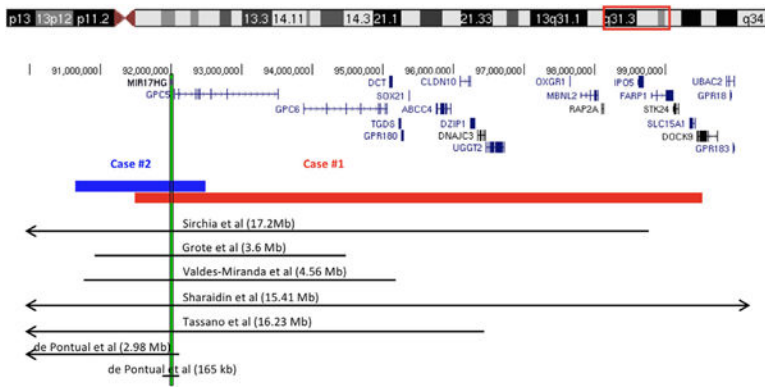 p13 13p12 p11.2 13.3 14.11 14.3 21.1 21.33 13q31.1 q31.3 q34
91,000,000 92,000,000 93,000,000 94,000,000 95,000,000 96,000,000 97,000,000 98,000,000 99,000,000
MIR17HG DCT CLDN10 OXGR1 IPO5 UBAC2
GPC5 SOX21 MBNL2 FARP1 GPR18
GPC6 ABCC4 RAP2A STK24
TGDS DZIP1 SLC15A1
GPR180 DNAJC3 DOCK9
UGGT2 GPR183
Case #2 Case #1
Sirchia et al (17.2Mb)
Grote et al (3.6 Mb)
Valdes-Miranda et al (4.56 Mb)
Sharaidin et al (15.41 Mb)
Tassano et al (16.23 Mb)
de Pontual et al (2.98 Mb)
de Pontual et al (165 kb)